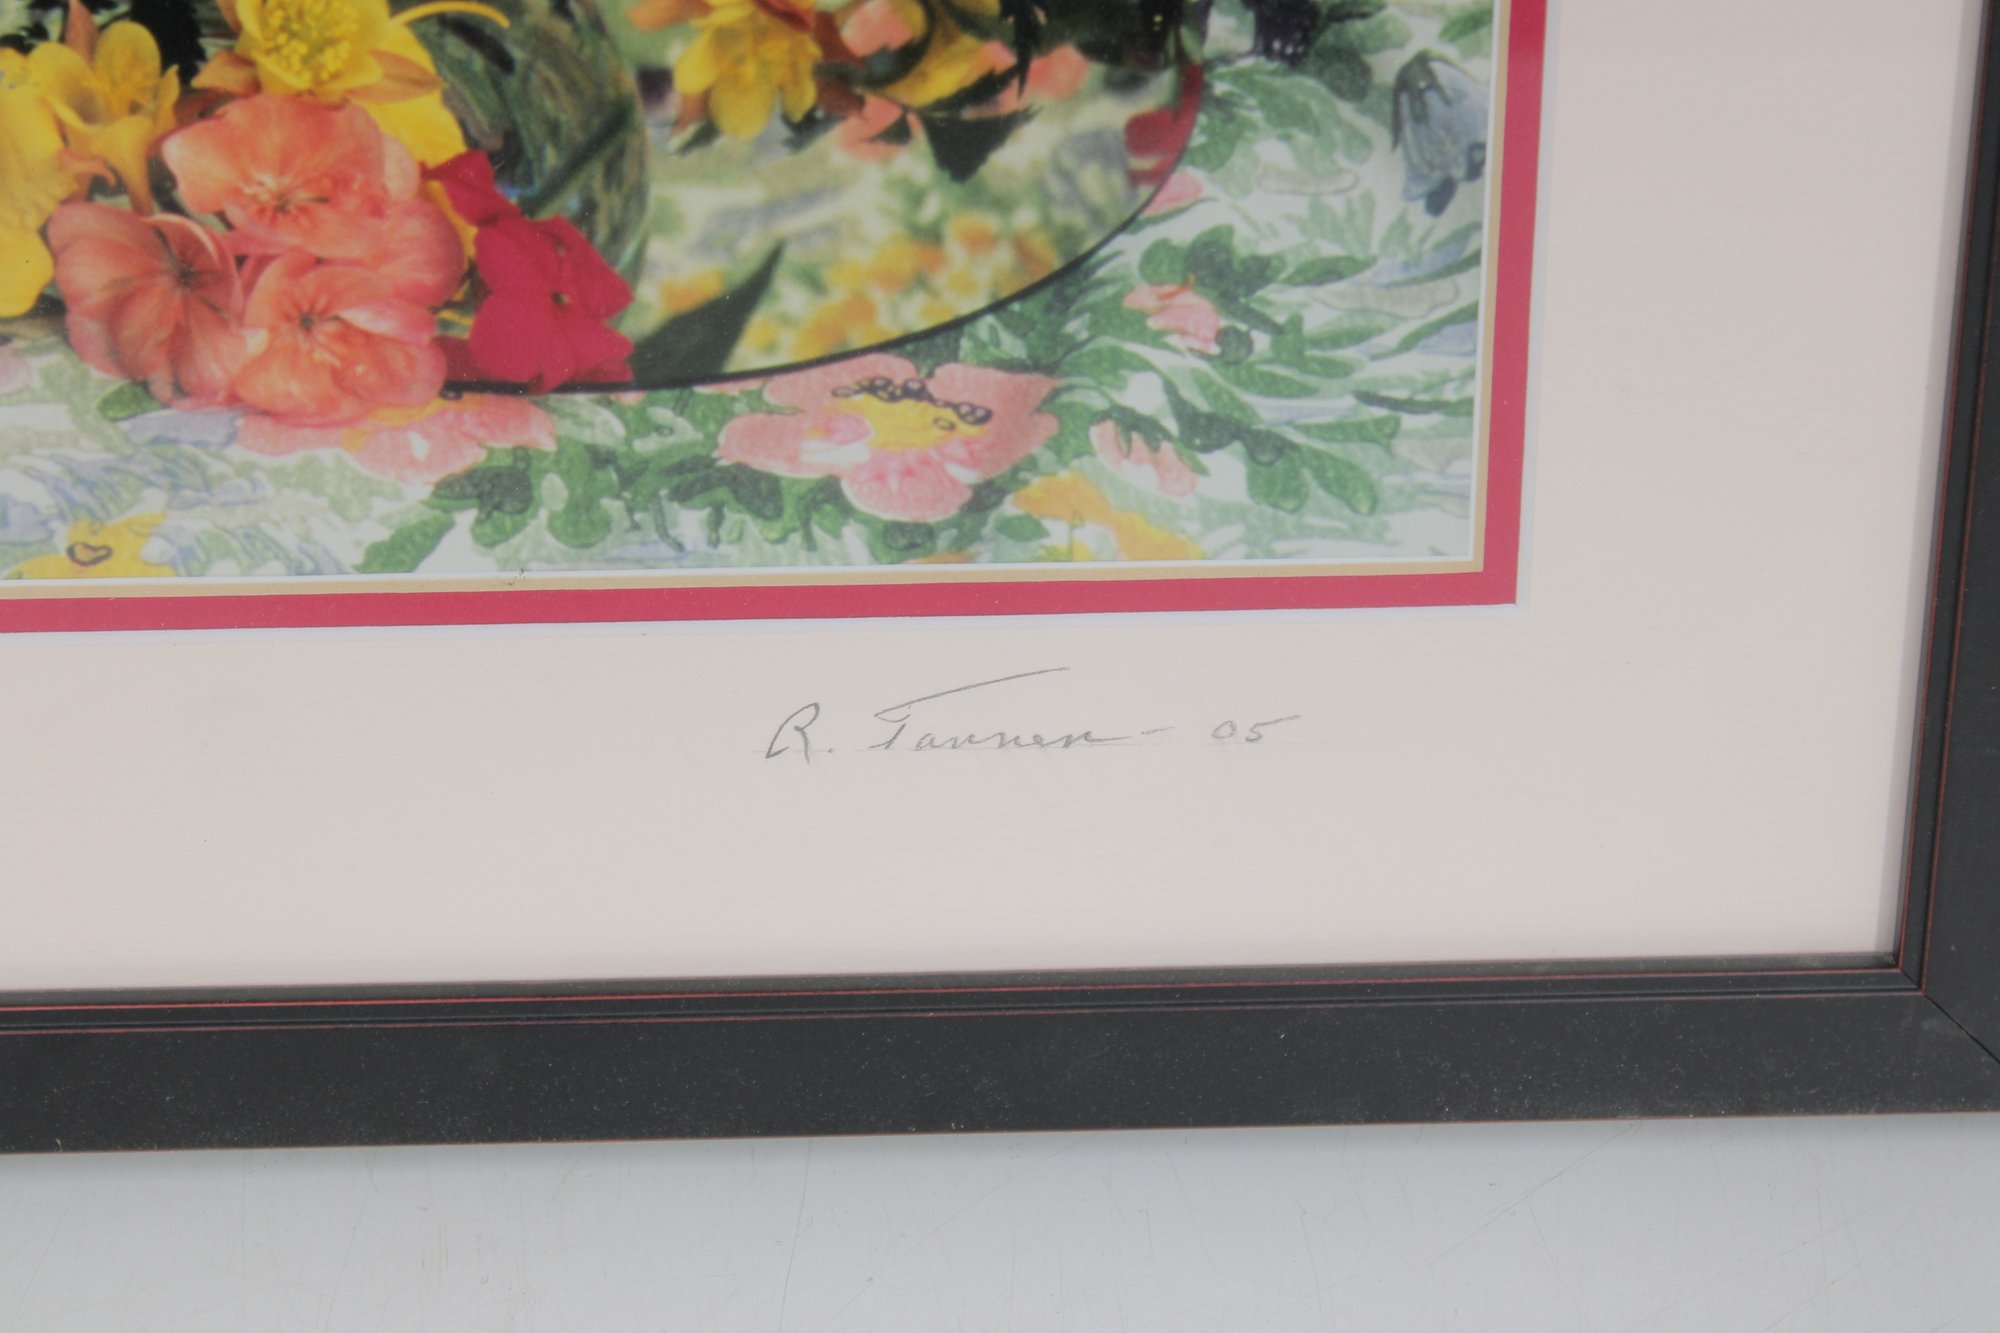 R. Tannen - 05